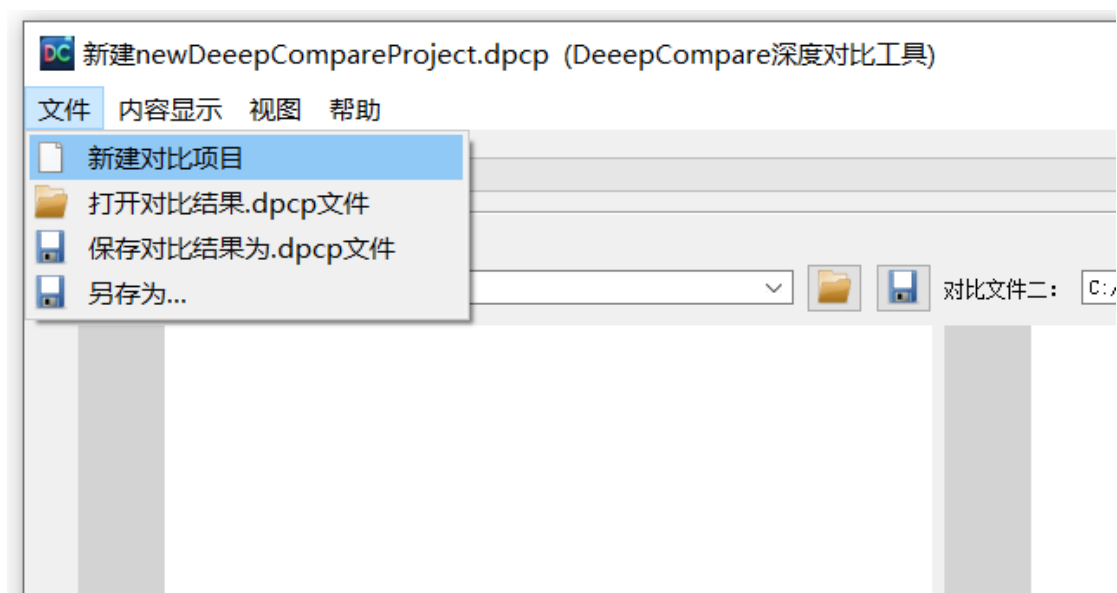 DC 新建newDeeepCompareProject.dpcp (DeeepCompare深度对比工具)
文件 内容显示 视图 帮助
新建对比项目
打开对比结果.dpcp文件
保存对比结果为.dpcp文件
另存为...
对比文件二： C:/